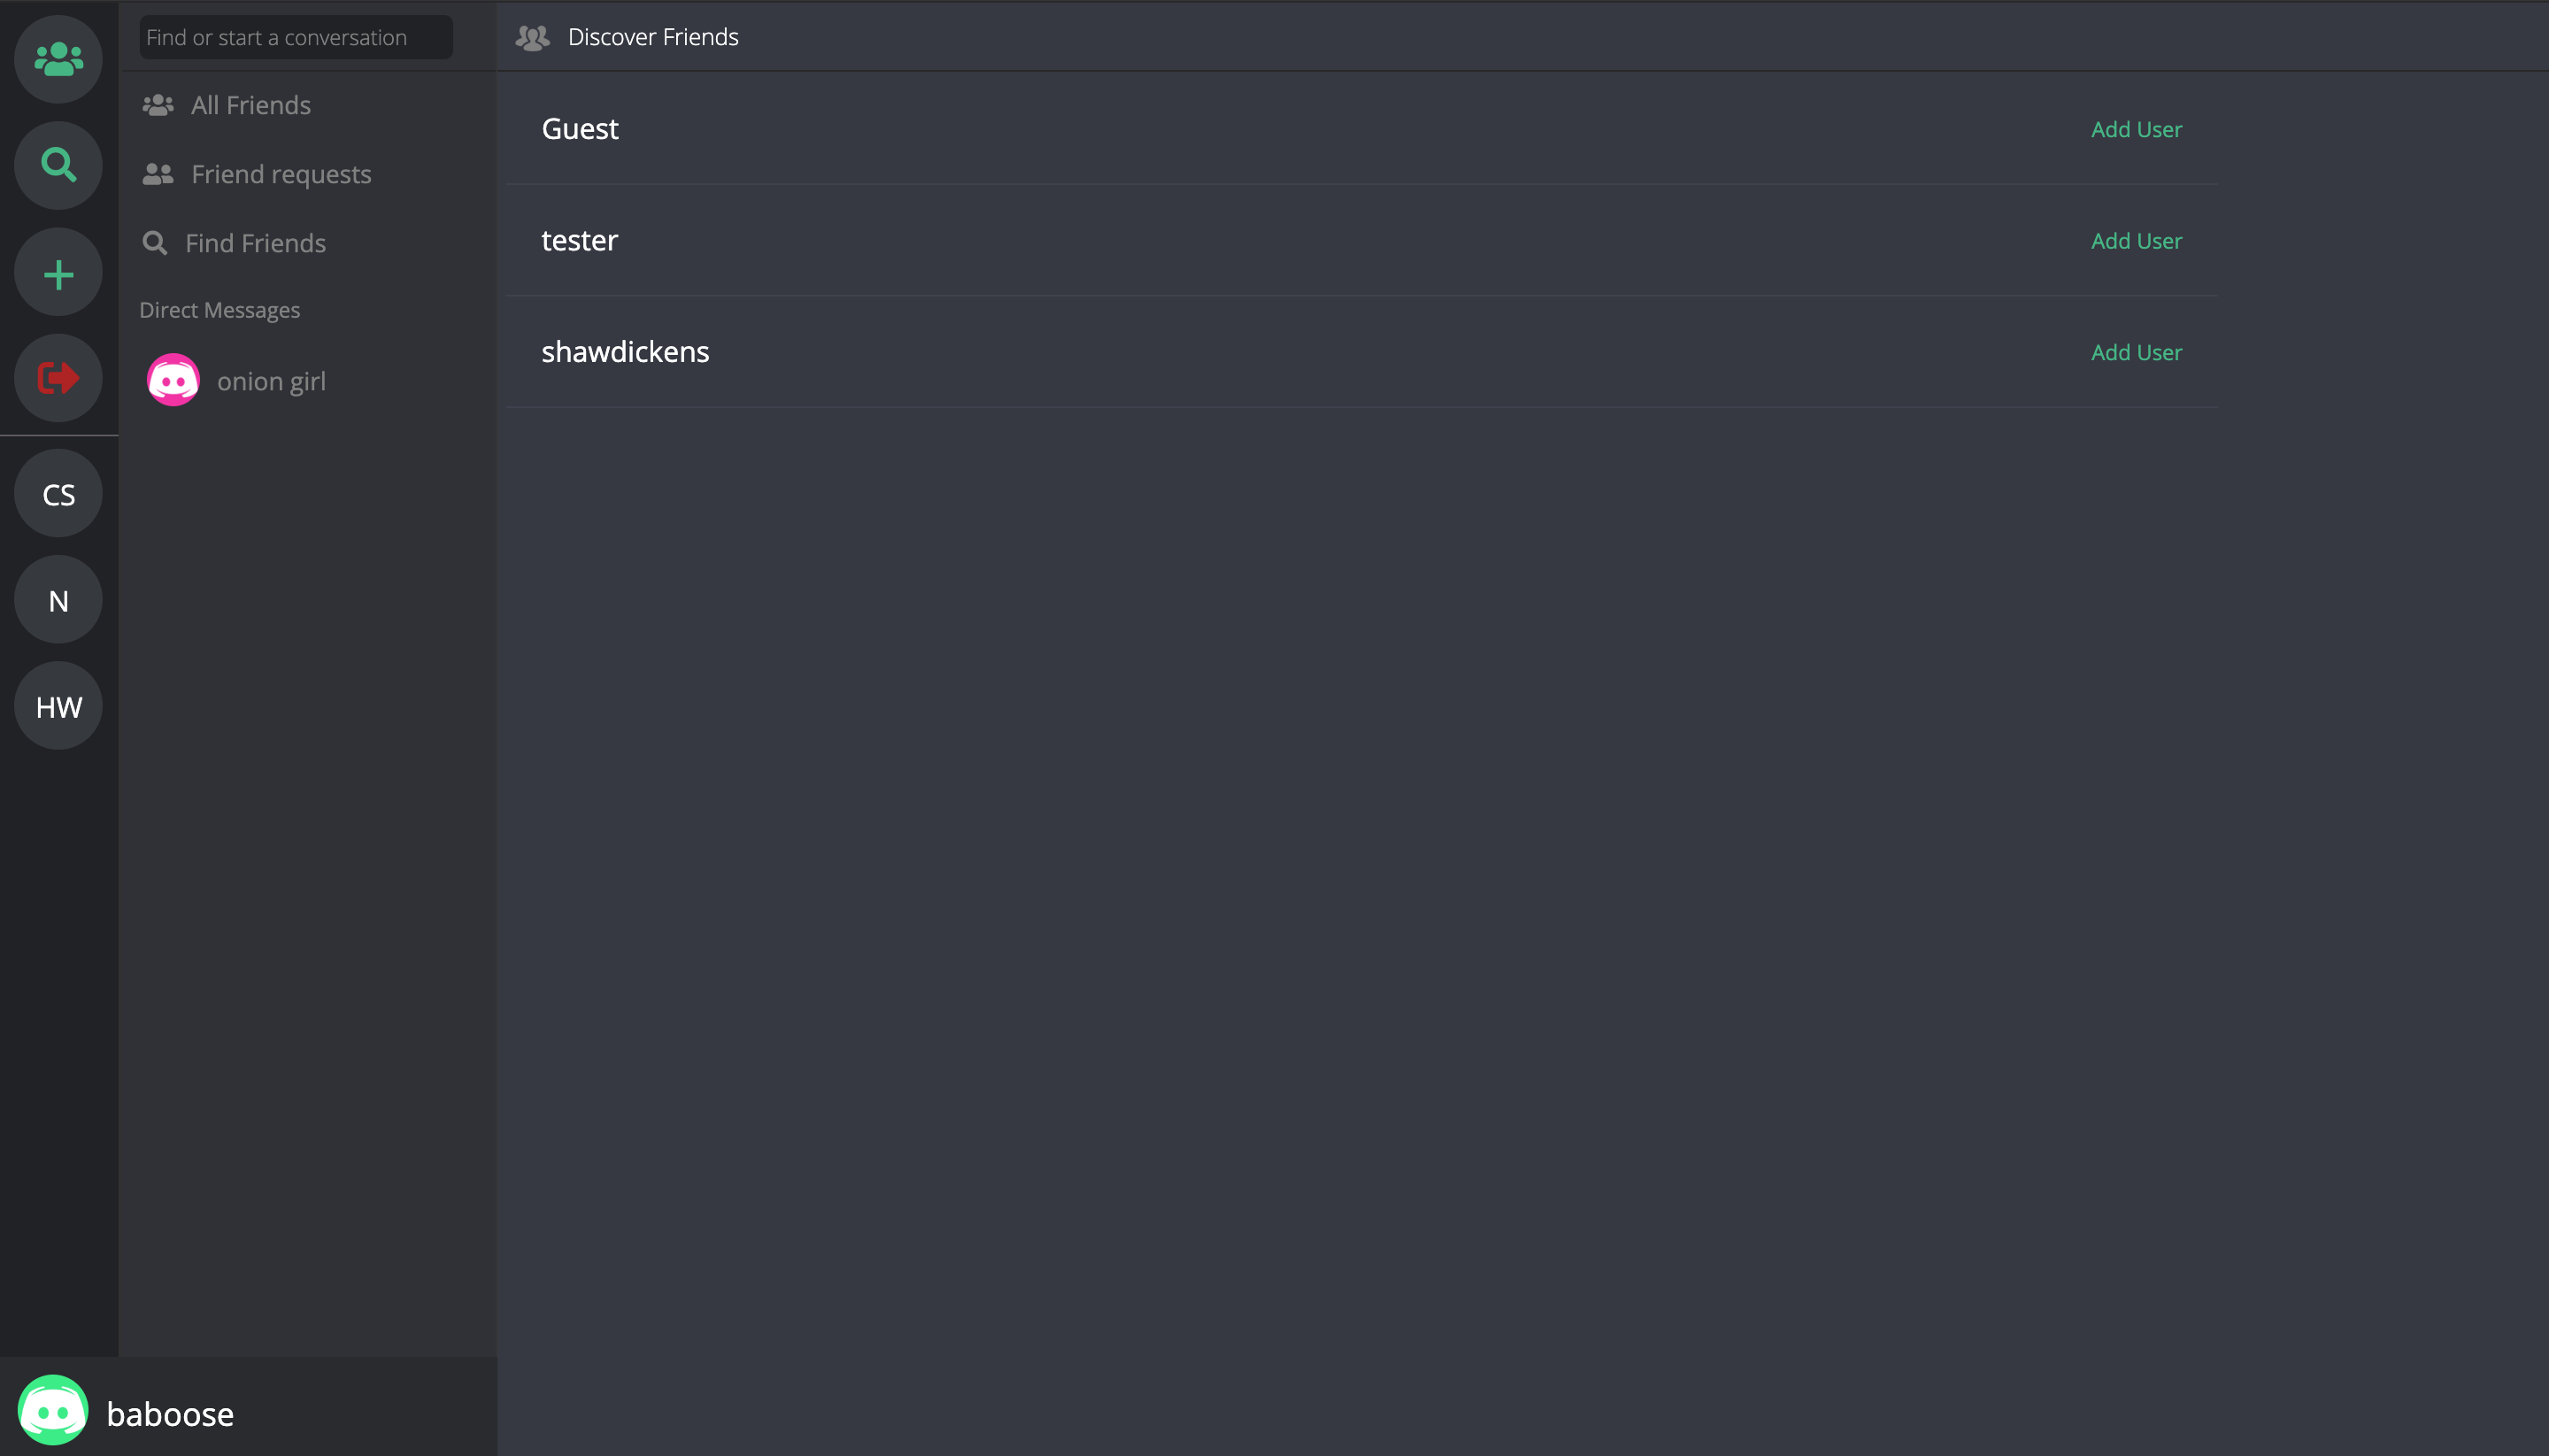 Find or start a conversation
All Friends
Friend requests
Find Friends
Direct Messages
onion girl
CS
N
HW
baboose
Discover Friends
Guest
Add User
tester
Add User
shawdickens
Add User